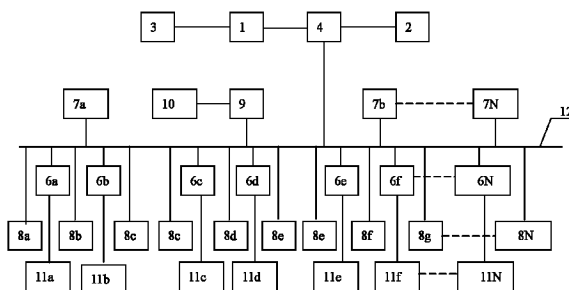 3 1 4 2
7a 10 9 7b 7N
12
6a 6b 6c 6d 6e 6f 6N
8a 8b 8c 8c 8d 8e 8e 8f 8g 8N
11a 11b 11c 11d 11e 11f 11N